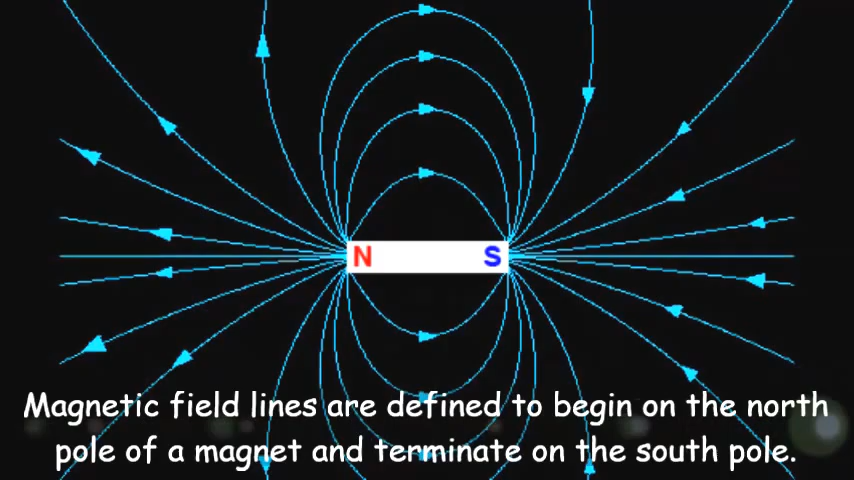 N S
Magnetic field lines are defined to begin on the north
pole of a magnet and terminate on the south pole.